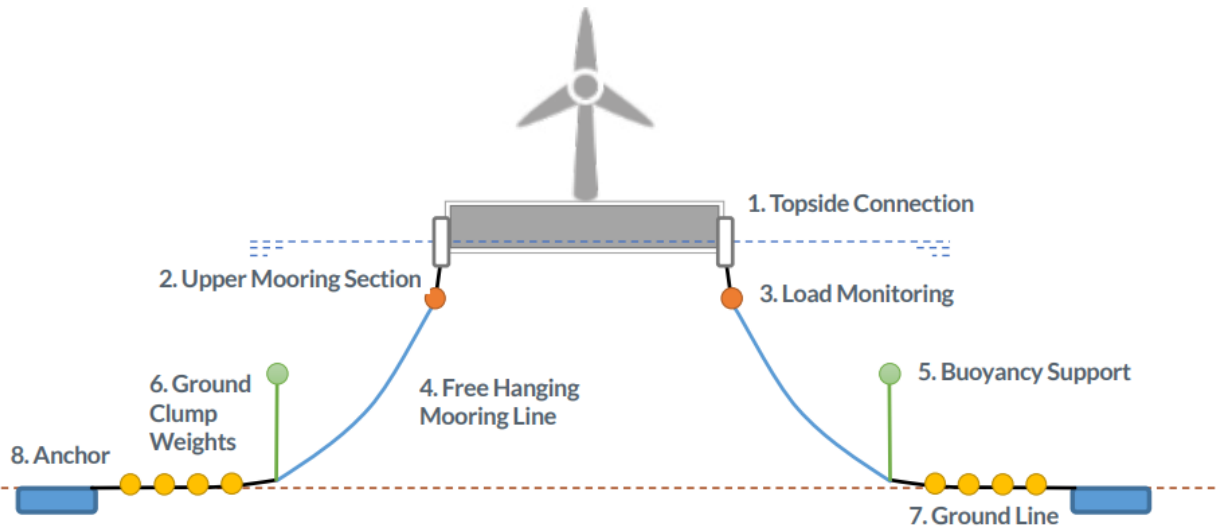 1. Topside Connection
2. Upper Mooring Section
3. Load Monitoring
6. Ground
Clump
Weights
4. Free Hanging
Mooring Line
5. Buoyancy Support
8. Anchor
7. Ground Line